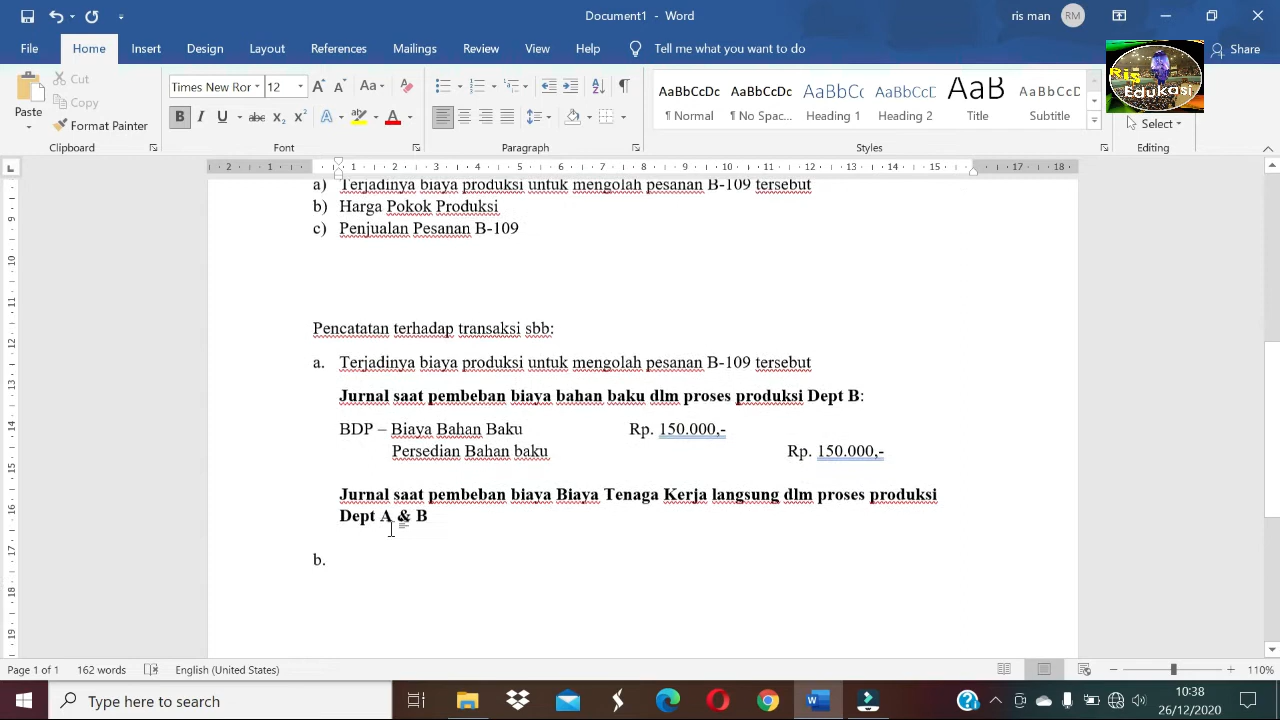 Document1 - Word
ris man RM
File Home Insert Design Layout References Mailings Review View Help Tell me what you want to do Share
RIS Edukasi
Cut
Copy
Format Painter
Paste
Times New Ror 12
AaBbCcDc AaBbCcDc AaBbCc AaBbCcD AaB AaBbCcD
¶ Normal ¶ No Spac... Heading 1 Heading 2 Title Subtitle
Select
Clipboard Font Paragraph Styles Editing
a) Terjadinya biaya produksi untuk mengolah pesanan B-109 tersebut
b) Harga Pokok Produksi
c) Penjualan Pesanan B-109
Pencatatan terhadap transaksi sbb:
a. Terjadinya biaya produksi untuk mengolah pesanan B-109 tersebut
Jurnal saat pembeban biaya bahan baku dlm proses produksi Dept B:
BDP – Biaya Bahan Baku Rp. 150.000,-
Persedian Bahan baku Rp. 150.000,-
Jurnal saat pembeban biaya Biaya Tenaga Kerja langsung dlm proses produksi
Dept A & B
b.
Page 1 of 1 162 words English (United States) 110%
Type here to search
10:38
26/12/2020